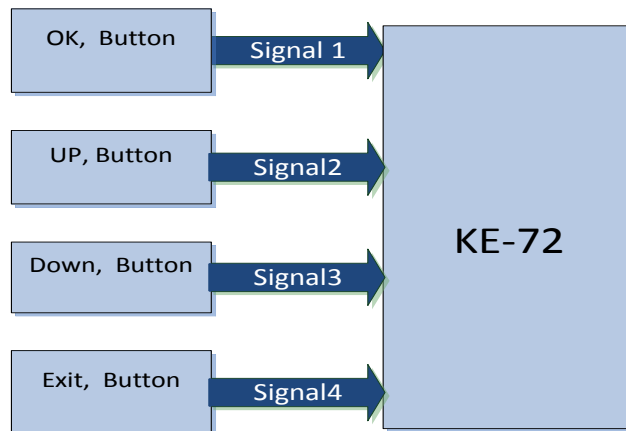 OK, Button
Signal 1
UP, Button
Signal2
Down, Button
Signal3
Exit, Button
Signal4
KE-72